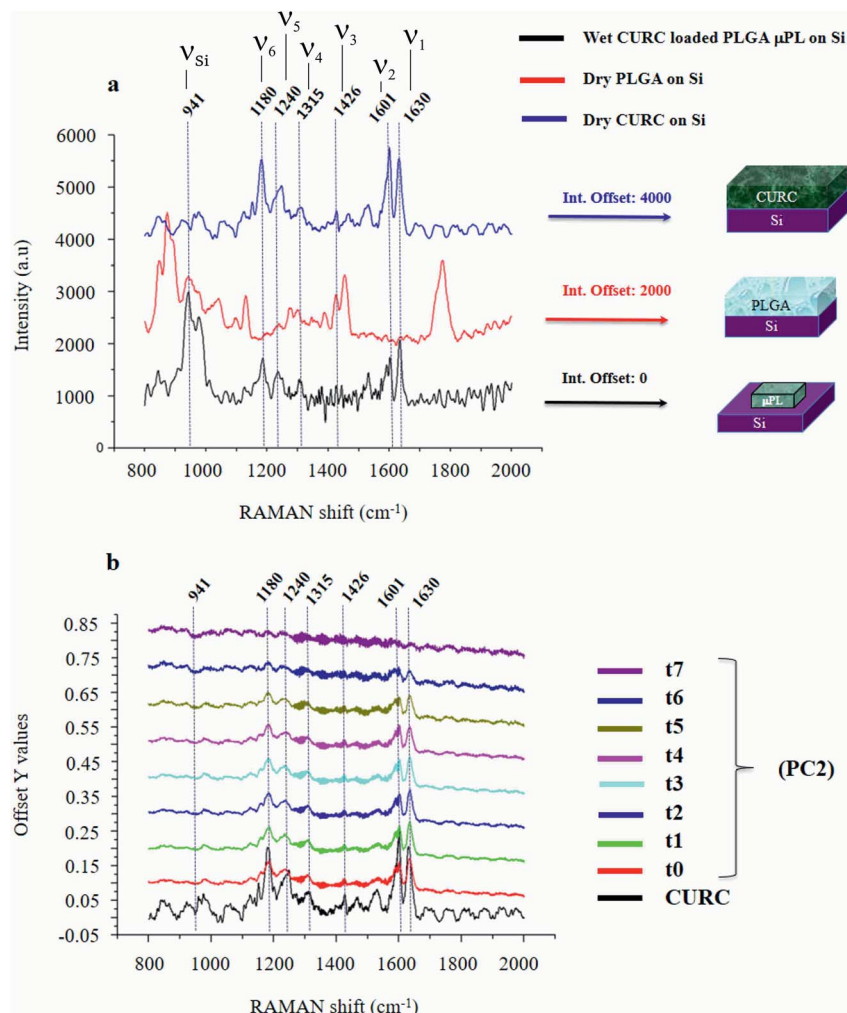 ν5
νSi ν6 ν3 ν1
ν4 ν2
a
941 1180 1240 1315 1426 1601 1630
Wet CURC loaded PLGA µPL on Si
Dry PLGA on Si
Dry CURC on Si
6000
5000
4000
3000
2000
1000
0
Intensity (a.u)
800 1000 1200 1400 1600 1800 2000
RAMAN shift (cm-1)
Int. Offset: 4000
CURC
Si
Int. Offset: 2000
PLGA
Si
Int. Offset: 0
µPL
Si
b
941 1180 1240 1315 1426 1601 1630
0.85
0.75
0.65
0.55
0.45
0.35
0.25
0.15
0.05
-0.05
Offset Y values
800 1000 1200 1400 1600 1800 2000
RAMAN shift (cm-1)
t7
t6
t5
t4
t3
t2
t1
t0
CURC
(PC2)